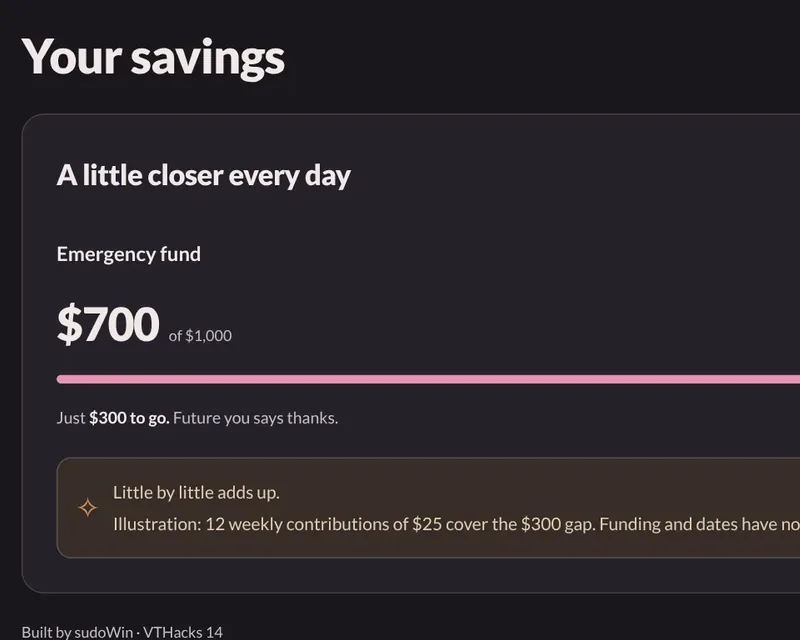 Your savings
A little closer every day
Emergency fund
$700 of $1,000
Just $300 to go. Future you says thanks.
Little by little adds up.
Illustration: 12 weekly contributions of $25 cover the $300 gap. Funding and dates have no
Built by sudoWin · VTHacks 14